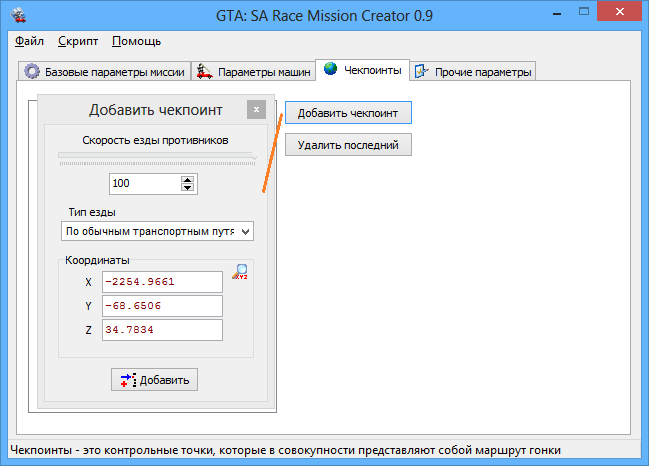 GTA: SA Race Mission Creator 0.9
Файл Скрипт Помощь
Базовые параметры миссии Параметры машин Чекпоинты Прочие параметры
Добавить чекпоинт x
Добавить чекпоинт
Удалить последний
Скорость езды противников
100
Тип езды
По обычным транспортным путя
Координаты
XYZ
X -2254.9661
Y -68.6506
Z 34.7834
Добавить
Чекпоинты - это контрольные точки, которые в совокупности представляют собой маршрут гонки